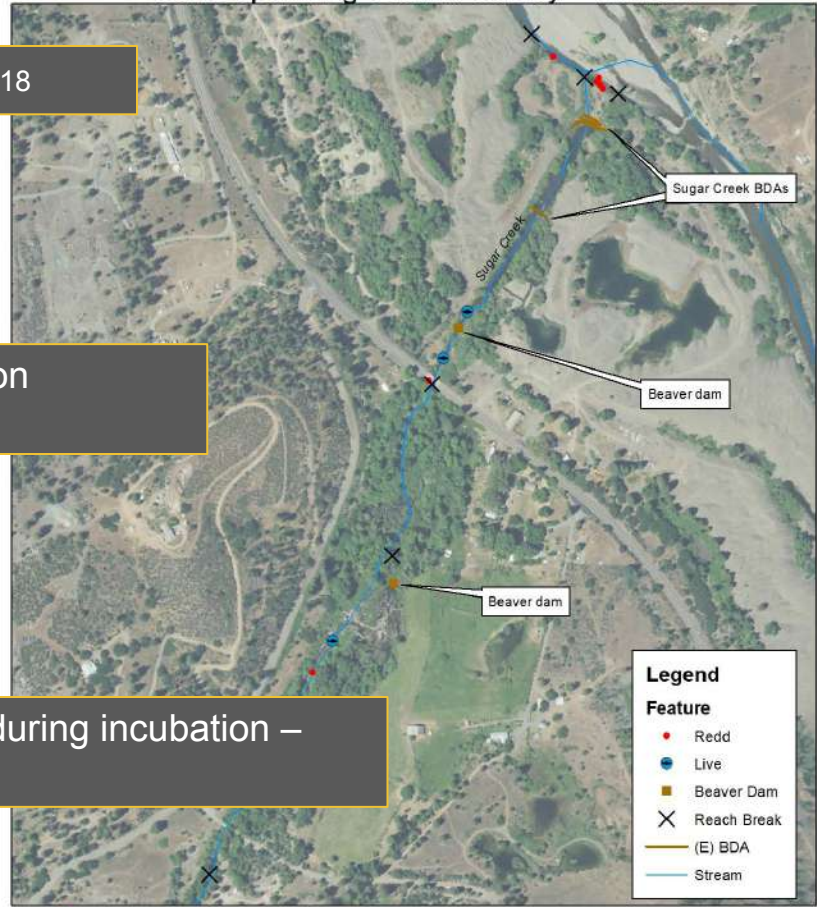 18
Sugar Creek BDAs
Sugar Creek
Beaver dam
on
Beaver dam
during incubation –
Legend
Feature
Redd
Live
Beaver Dam
Reach Break
(E) BDA
Stream